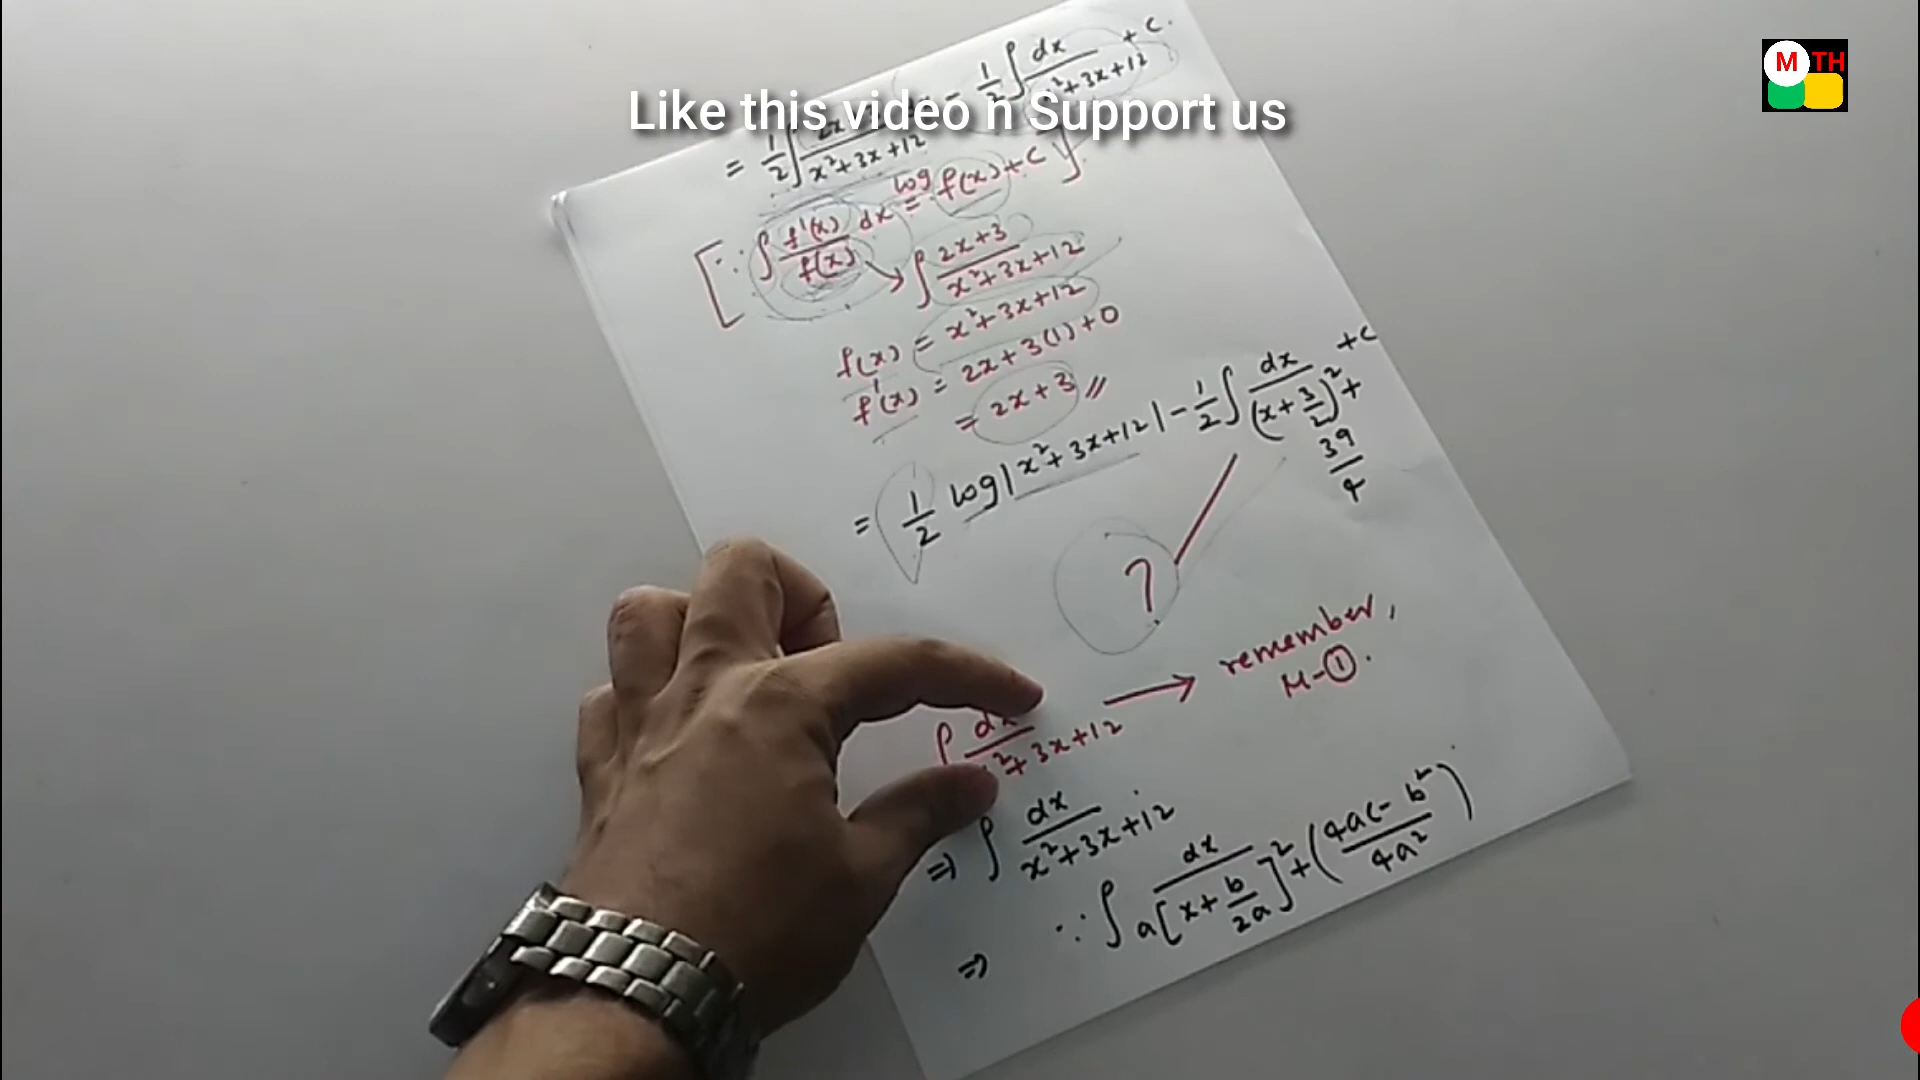 M TH
Like this video n Support us
- 1/2 ∫ dx/x²+3x+12 + c.
= 1/2 ∫ 2x/x²+3x+12
[∵ ∫ f'(x)/f(x) dx = log f(x) + c]
∫ 2x+3/x²+3x+12
f(x) = x²+3x+12
f'(x) = 2x+3(1)+0
= 2x+3 //
= 1/2 log|x²+3x+12| - 1/2 ∫ dx/(x+3/2)² + 39/4 + c
?
∫ dx/x²+3x+12 → remember,
M-①.
⇒ ∫ dx/x²+3x+12
⇒ ∵ ∫ dx/a[x+b/2a]²+(4ac-b²/4a²)